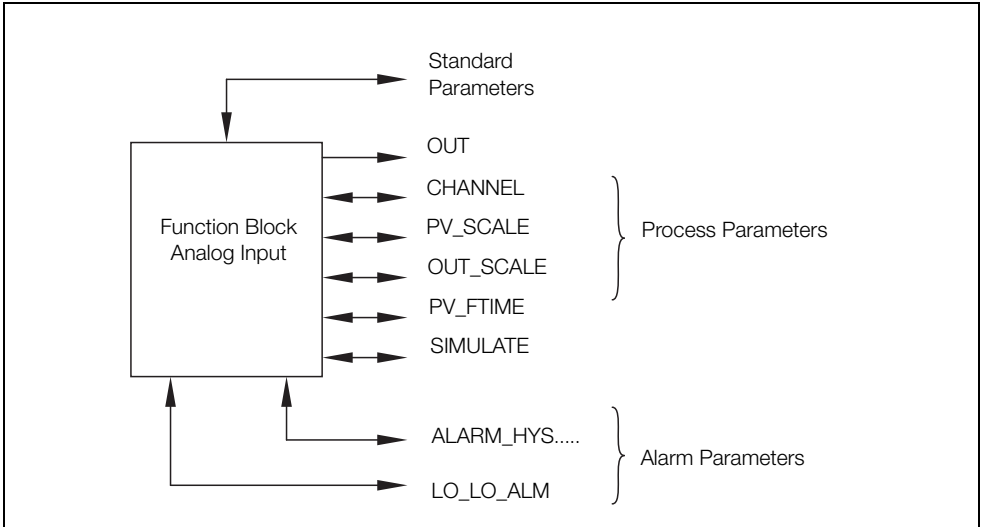 Standard
Parameters
OUT
CHANNEL
PV_SCALE
OUT_SCALE
PV_FTIME
SIMULATE
Function Block
Analog Input
Process Parameters
ALARM_HYS.....
LO_LO_ALM
Alarm Parameters